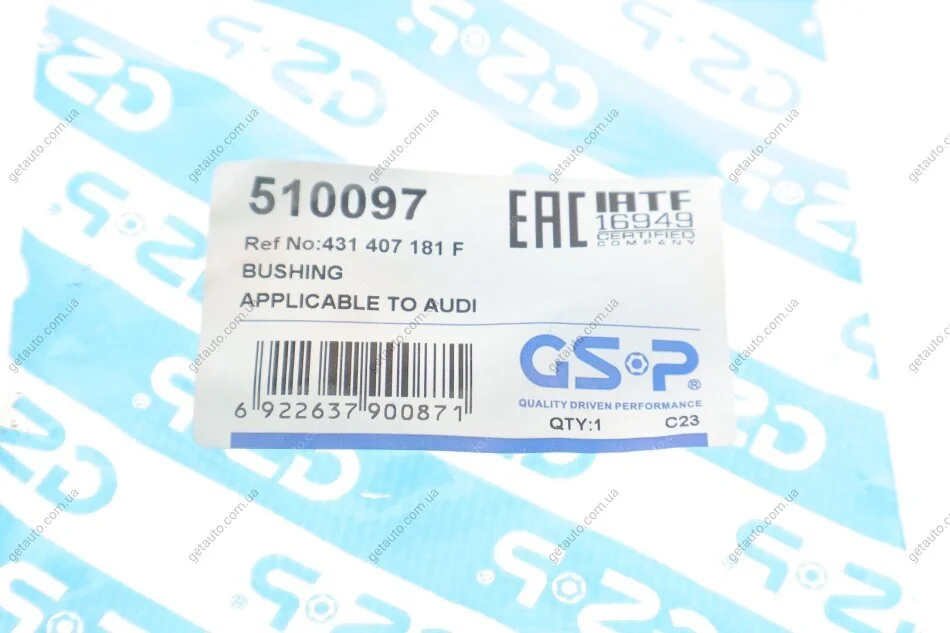 510097
Ref No:431 407 181 F
BUSHING
APPLICABLE TO AUDI
EAC
IATF
16949
CERTIFIED
COMPANY
6 922637 900871
GSP®
QUALITY DRIVEN PERFORMANCE
QTY:1 C23
getauto.com.ua